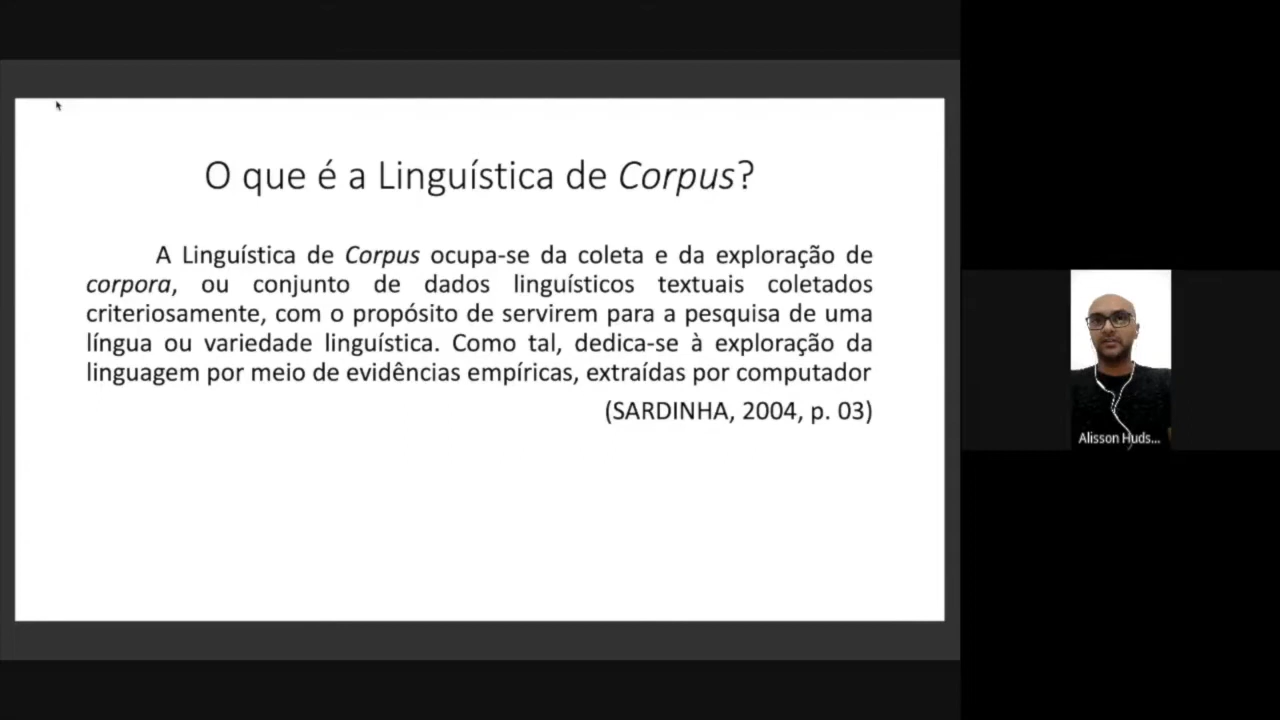 O que é a Linguística de Corpus?
A Linguística de Corpus ocupa-se da coleta e da exploração de
corpora, ou conjunto de dados linguísticos textuais coletados
criteriosamente, com o propósito de servirem para a pesquisa de uma
língua ou variedade linguística. Como tal, dedica-se à exploração da
linguagem por meio de evidências empíricas, extraídas por computador
(SARDINHA, 2004, p. 03)
Alisson Huds...